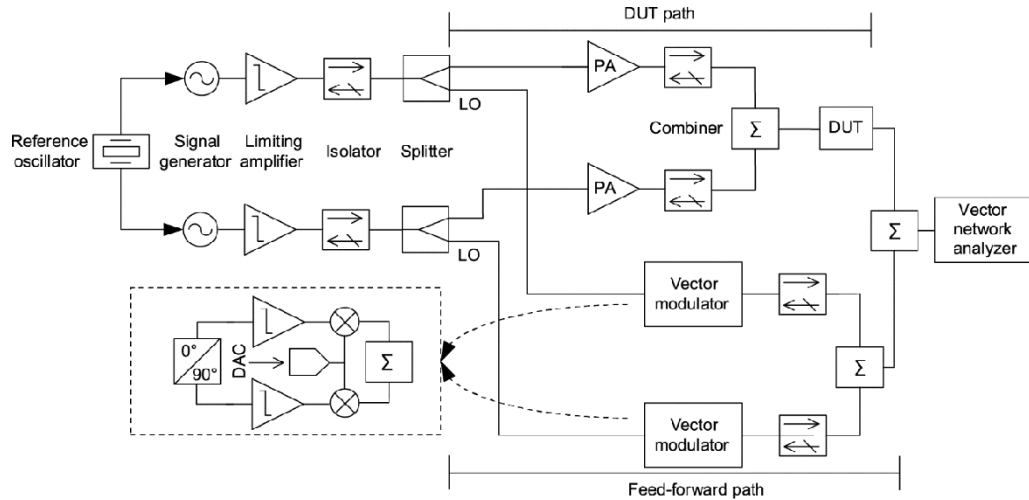 DUT path
PA
LO
Combiner
Σ
DUT
Reference
oscillator
Signal
generator
Limiting
amplifier
Isolator
Splitter
PA
LO
Σ
Vector
network
analyzer
Vector
modulator
0°
90°
DAC
Σ
Σ
Vector
modulator
Feed-forward path